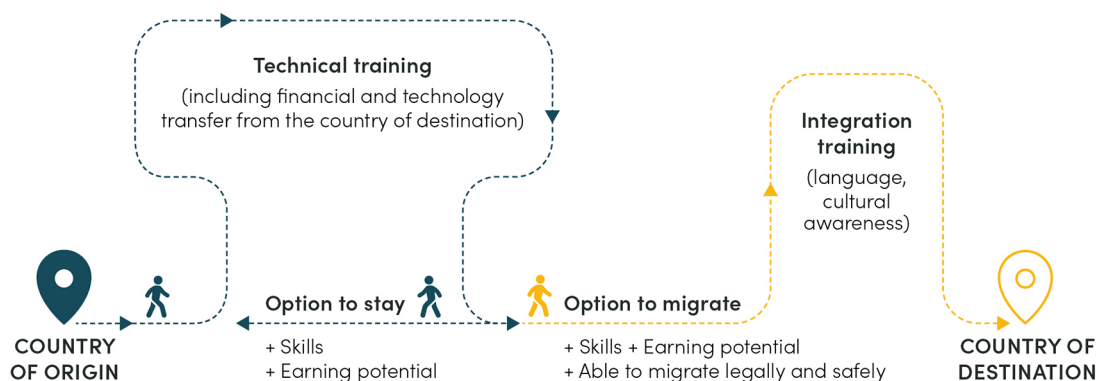 Technical training
(including financial and technology
transfer from the country of destination)
Integration
training
(language,
cultural
awareness)
Option to stay
+ Skills
+ Earning potential
Option to migrate
+ Skills + Earning potential
+ Able to migrate legally and safely
COUNTRY
OF ORIGIN
COUNTRY OF
DESTINATION